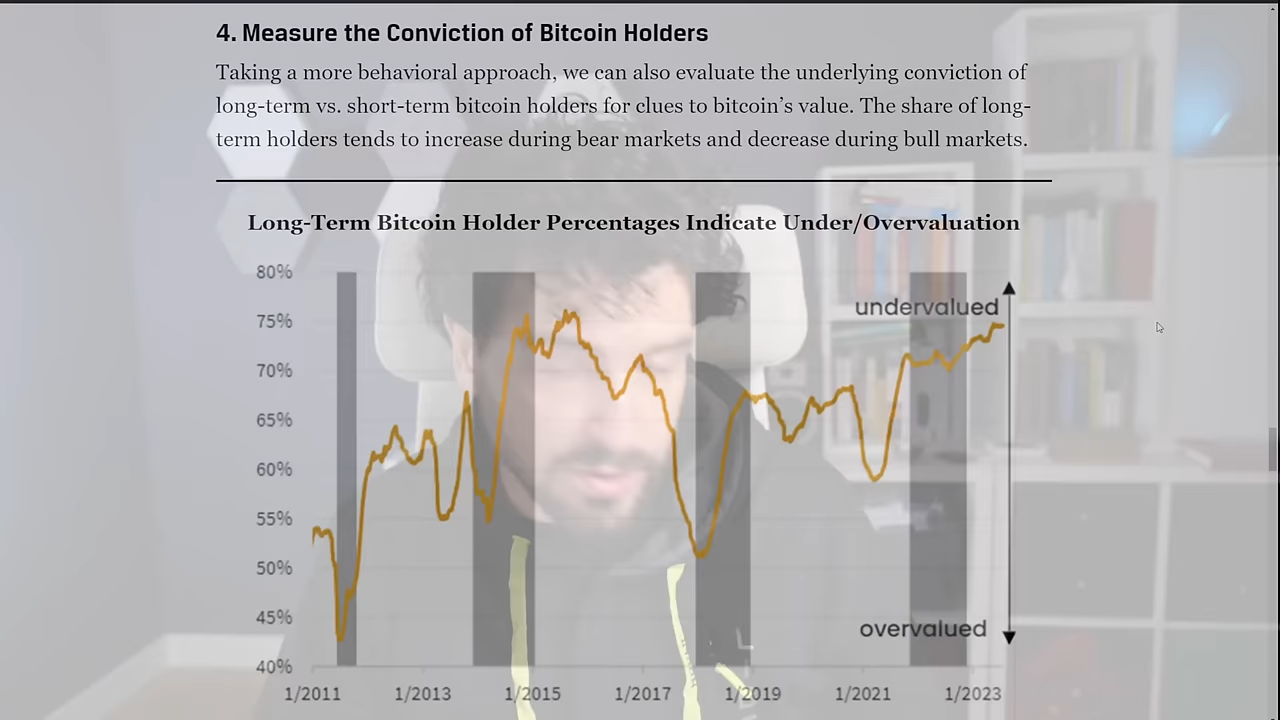 4. Measure the Conviction of Bitcoin Holders
Taking a more behavioral approach, we can also evaluate the underlying conviction of
long-term vs. short-term bitcoin holders for clues to bitcoin's value. The share of long-
term holders tends to increase during bear markets and decrease during bull markets.
Long-Term Bitcoin Holder Percentages Indicate Under/Overvaluation
80%
undervalued
75%
70%
65%
60%
55%
50%
45%
overvalued
40%
1/2011 1/2013 1/2015 1/2017 1/2019 1/2021 1/2023